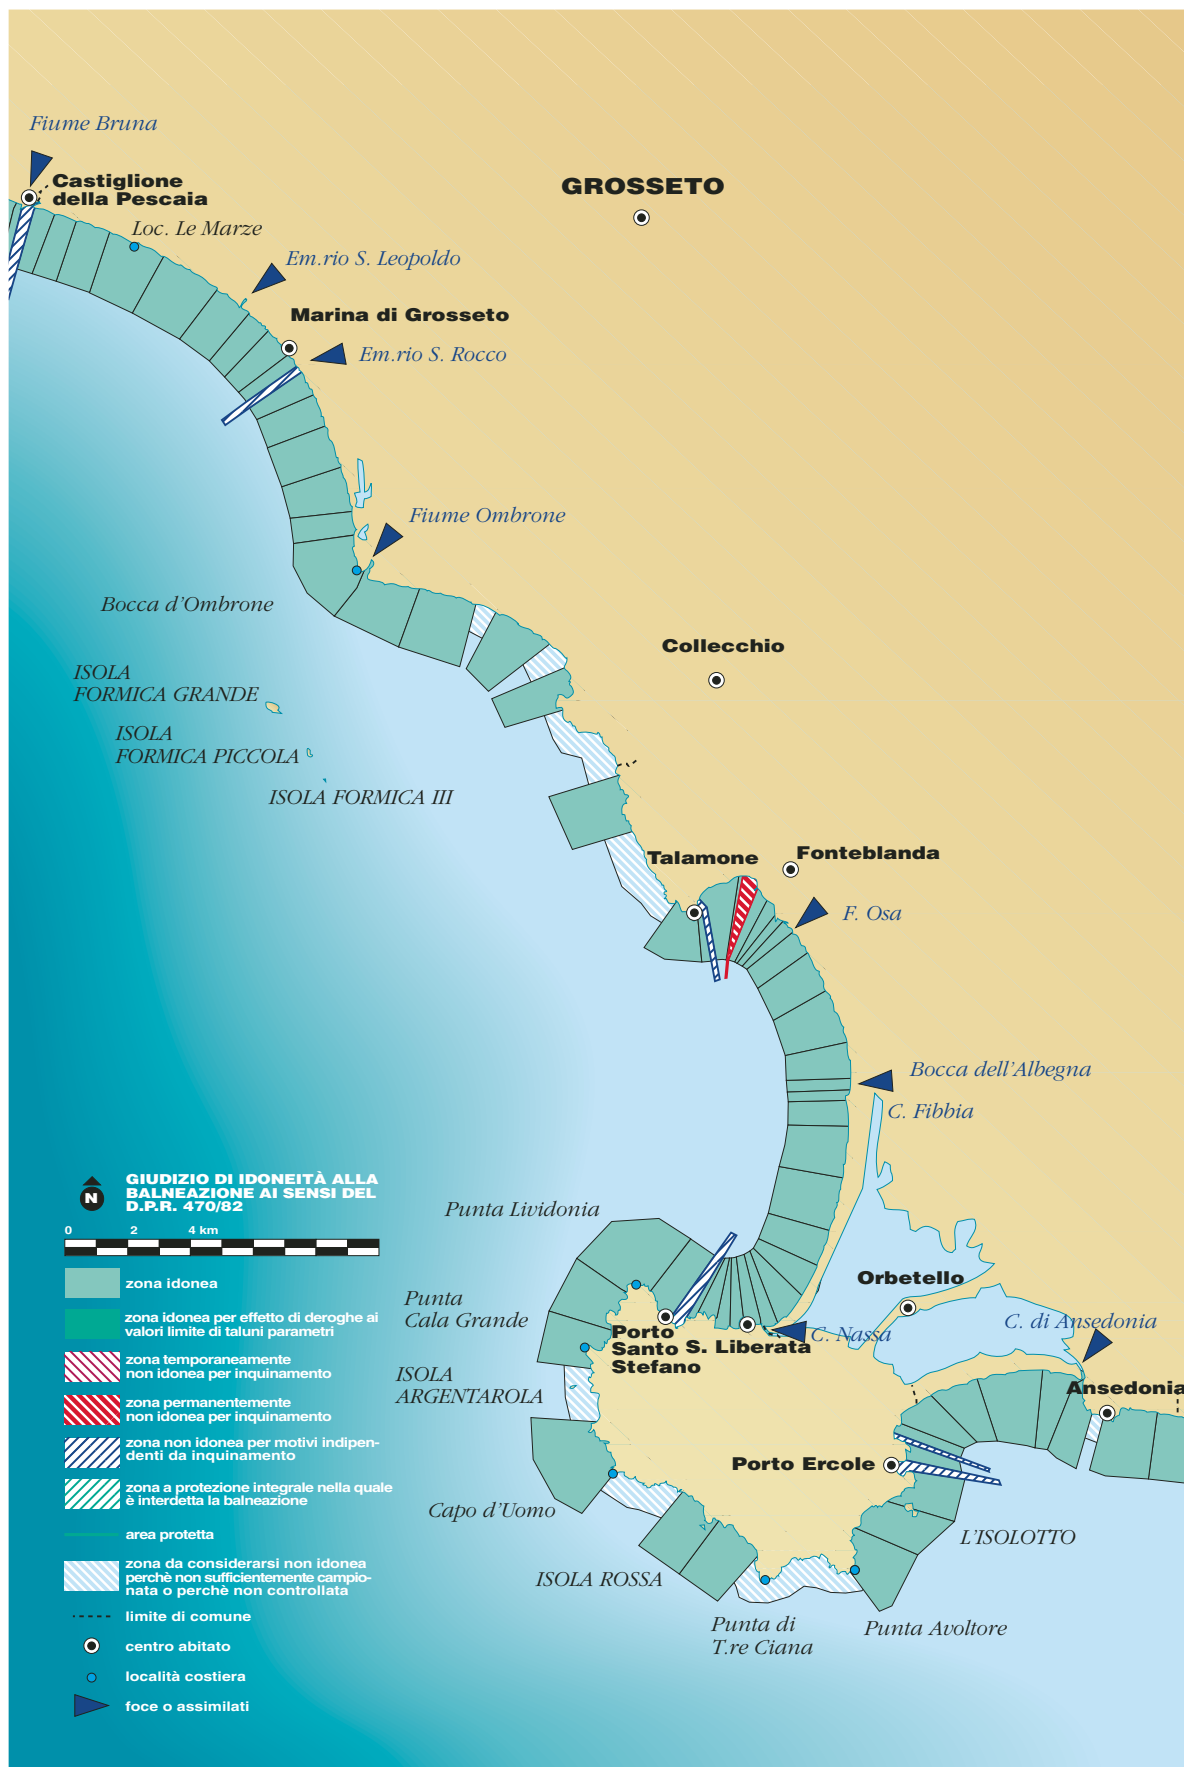 Fiume Bruna
Castiglione
della Pescaia
GROSSETO
Loc. Le Marze
Em.rio S. Leopoldo
Marina di Grosseto
Em.rio S. Rocco
Fiume Ombrone
Bocca d'Ombrone
Collecchio
ISOLA
FORMICA GRANDE
ISOLA
FORMICA PICCOLA
ISOLA FORMICA III
Talamone
Fonteblanda
F. Osa
Bocca dell'Albegna
C. Fibbia
Punta Lividonia
Orbetello
Punta
Cala Grande
C. di Ansedonia
C. Nassa
Porto
Santo
Stefano
S. Liberata
ISOLA
ARGENTAROLA
Ansedonia
Porto Ercole
Capo d'Uomo
L'ISOLOTTO
ISOLA ROSSA
Punta di
T.re Ciana
Punta Avoltore
N
GIUDIZIO DI IDONEITÀ ALLA
BALNEAZIONE AI SENSI DEL
D.P.R. 470/82
0 2 4 km
zona idonea
zona idonea per effetto di deroghe ai
valori limite di taluni parametri
zona temporaneamente
non idonea per inquinamento
zona permanentemente
non idonea per inquinamento
zona non idonea per motivi indipen-
denti da inquinamento
zona a protezione integrale nella quale
è interdetta la balneazione
area protetta
zona da considerarsi non idonea
perchè non sufficientemente campio-
nata o perchè non controllata
limite di comune
centro abitato
località costiera
foce o assimilati